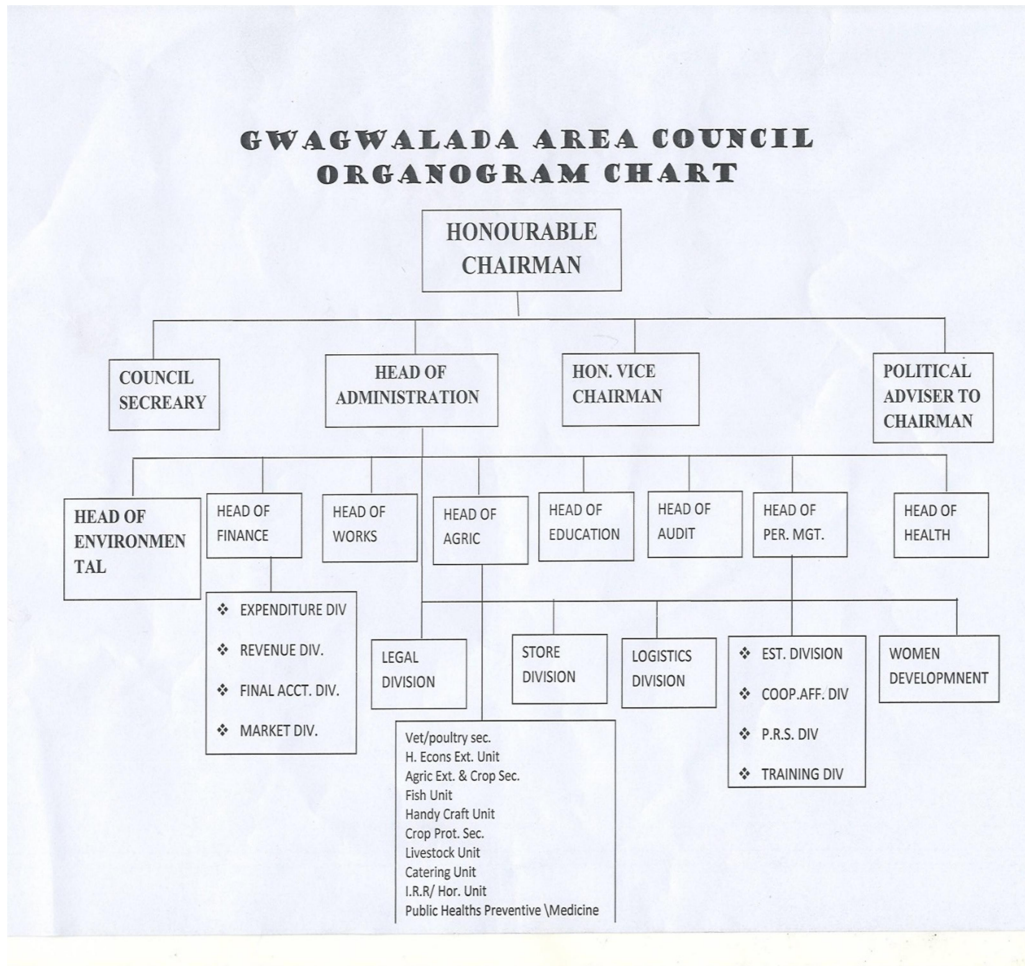 GWAGWALADA AREA COUNCIL
ORGANOGRAM CHART
HONOURABLE
CHAIRMAN
COUNCIL
SECREARY
HEAD OF
ADMINISTRATION
HON. VICE
CHAIRMAN
POLITICAL
ADVISER TO
CHAIRMAN
HEAD OF
ENVIRONMEN
TAL
HEAD OF
FINANCE
HEAD OF
WORKS
HEAD OF
AGRIC
HEAD OF
EDUCATION
HEAD OF
AUDIT
HEAD OF
PER. MGT.
HEAD OF
HEALTH
❖ EXPENDITURE DIV
❖ REVENUE DIV.
❖ FINAL ACCT. DIV.
❖ MARKET DIV.
LEGAL
DIVISION
STORE
DIVISION
LOGISTICS
DIVISION
❖ EST. DIVISION
❖ COOP.AFF. DIV
❖ P.R.S. DIV
❖ TRAINING DIV
WOMEN
DEVELOPMNENT
Vet/poultry sec.
H. Econs Ext. Unit
Agric Ext. & Crop Sec.
Fish Unit
Handy Craft Unit
Crop Prot. Sec.
Livestock Unit
Catering Unit
I.R.R/ Hor. Unit
Public Healths Preventive \Medicine